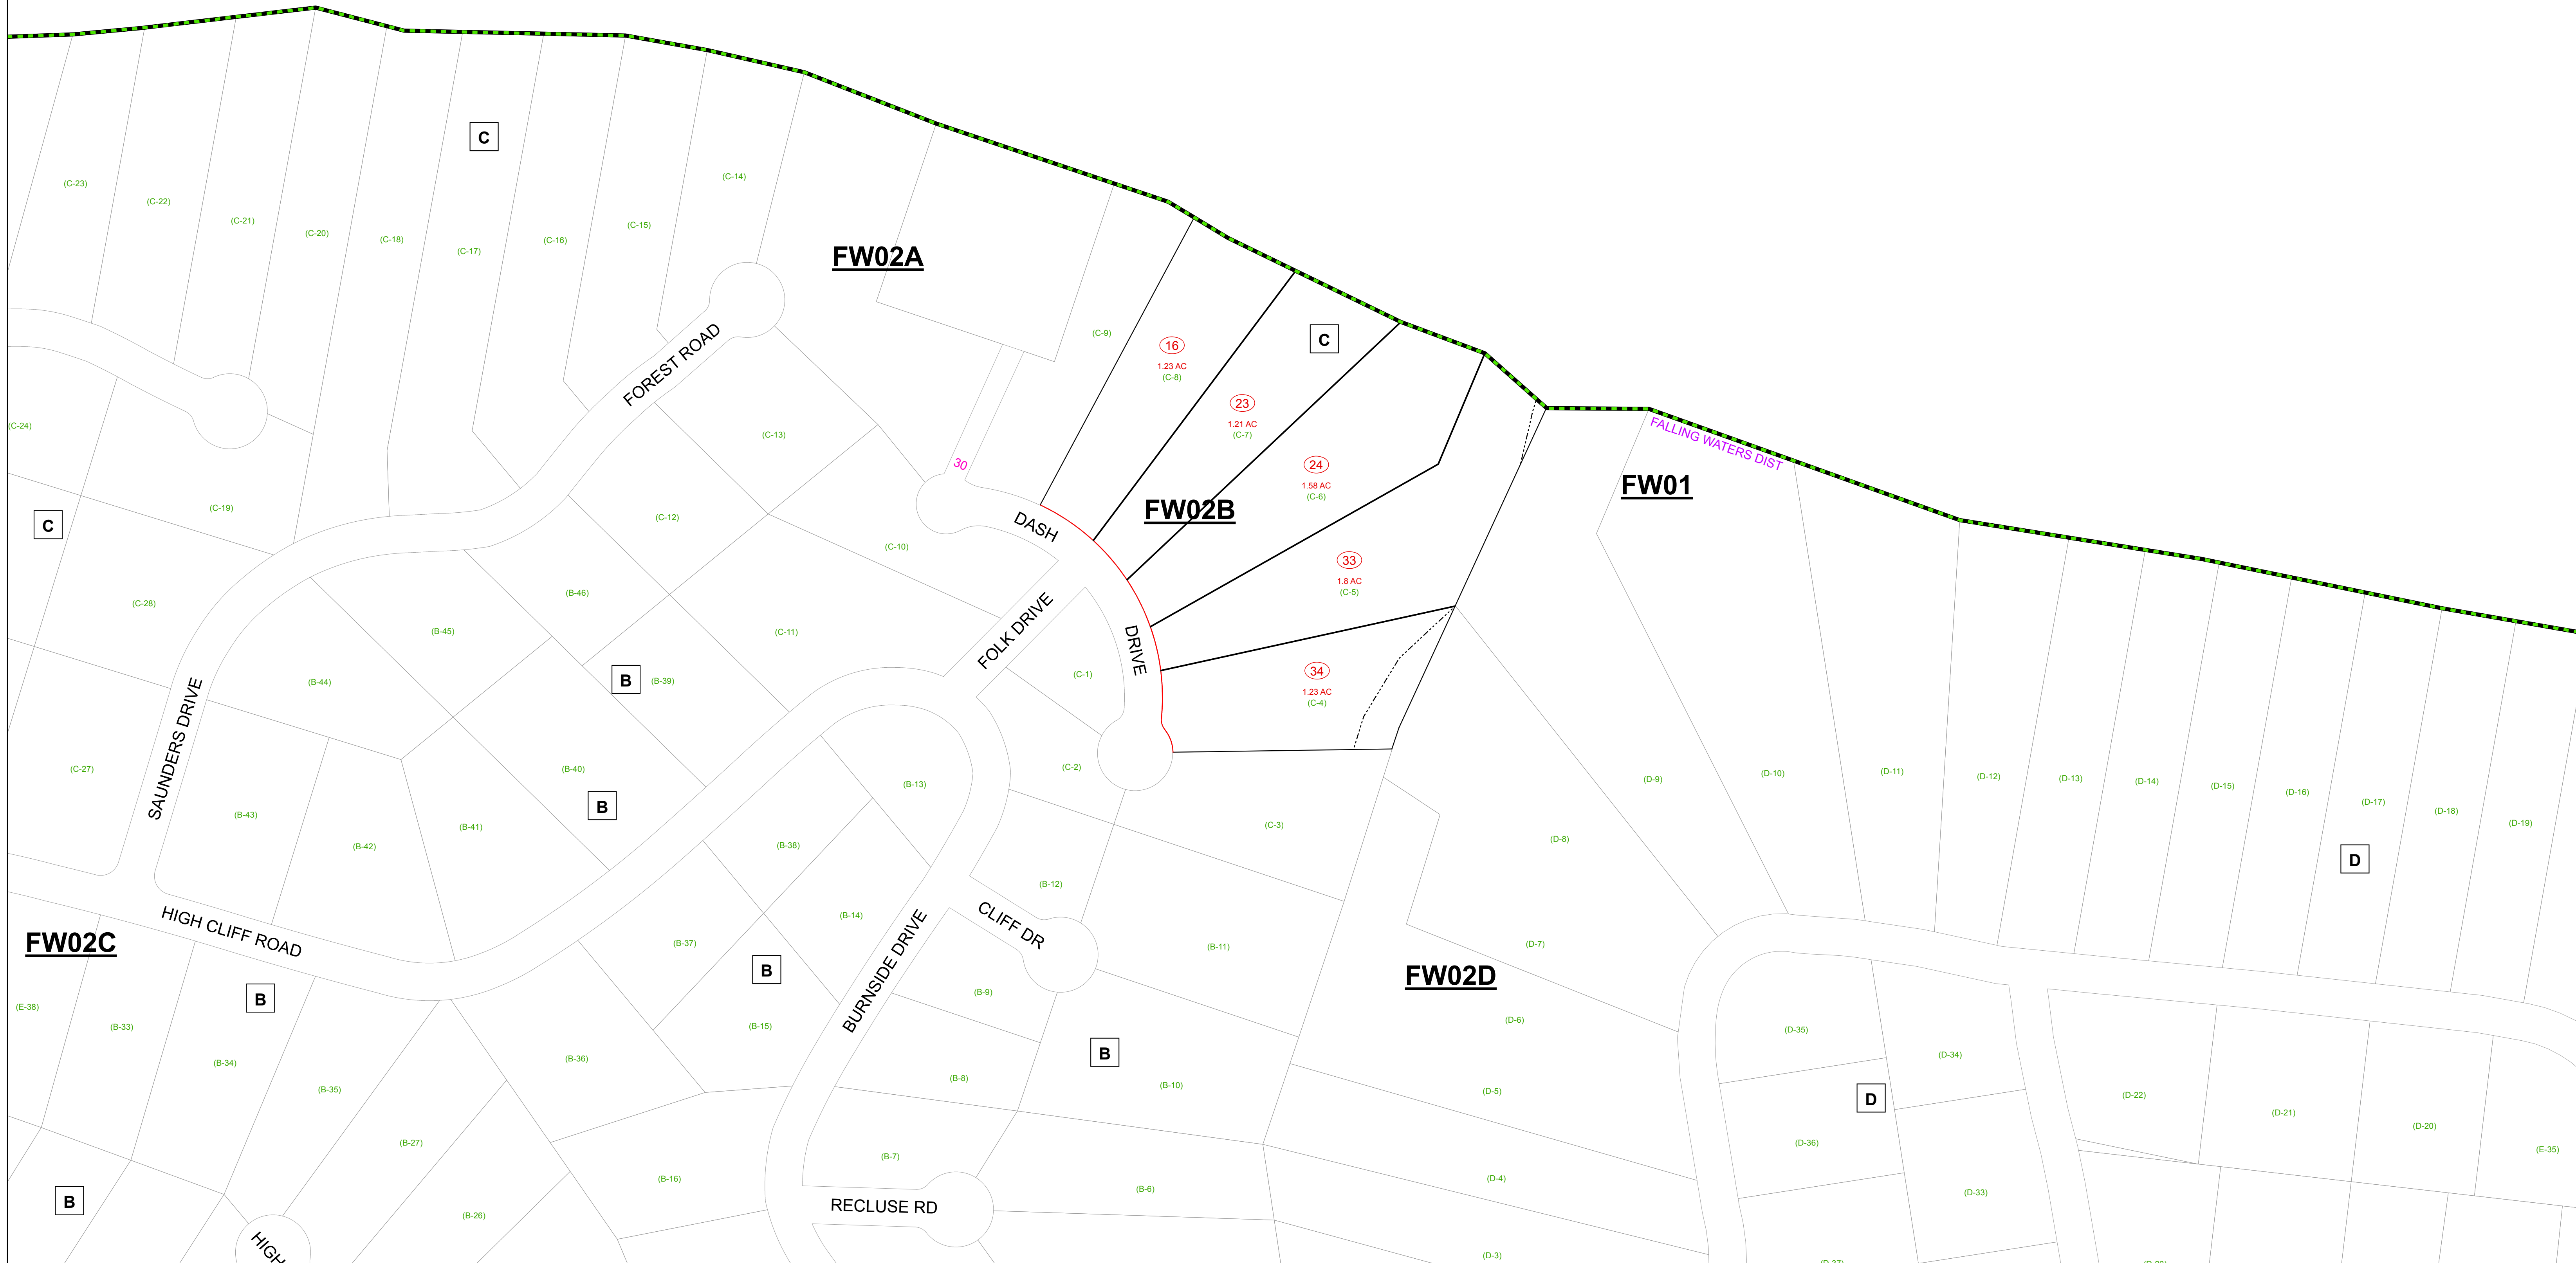 C
(C-14)
(C-23)
(C-22)
(C-21)
(C-15)
(C-20)
(C-18)
(C-16)
(C-17)
FW02A
(C-9)
C
16
1.23 AC
(C-8)
FOREST ROAD
23
1.21 AC
(C-7)
(C-24)
(C-13)
FALLING WATERS DIST
30
24
1.58 AC
(C-6)
FW01
(C-19)
FW02B
(C-12)
C
DASH
(C-10)
33
1.8 AC
(C-5)
(B-46)
(C-28)
(B-45)
(C-11)
FOLK DRIVE
DRIVE
(C-1)
34
1.23 AC
(C-4)
(B-44)
B
(B-39)
SAUNDERS DRIVE
(C-27)
(B-40)
(C-2)
(B-13)
(D-9)
(D-10)
(D-11)
(D-12)
(D-13)
(D-14)
(D-15)
(D-16)
(D-17)
(D-18)
(D-19)
B
(B-43)
(B-41)
(C-3)
(B-42)
(B-38)
(D-8)
D
(B-12)
(B-14)
CLIFF DR
HIGH CLIFF ROAD
FW02C
(B-37)
(B-11)
(D-7)
BURNSIDE DRIVE
B
FW02D
(B-9)
B
(E-38)
(B-33)
(B-15)
(D-6)
(D-35)
B
(B-34)
(B-36)
(D-34)
(B-35)
(B-8)
(B-10)
(D-5)
D
(D-22)
(D-21)
(D-20)
(B-27)
(D-36)
(E-35)
(B-7)
(B-16)
(B-6)
(D-4)
(D-33)
B
RECLUSE RD
(B-26)
HIGH
(D-3)